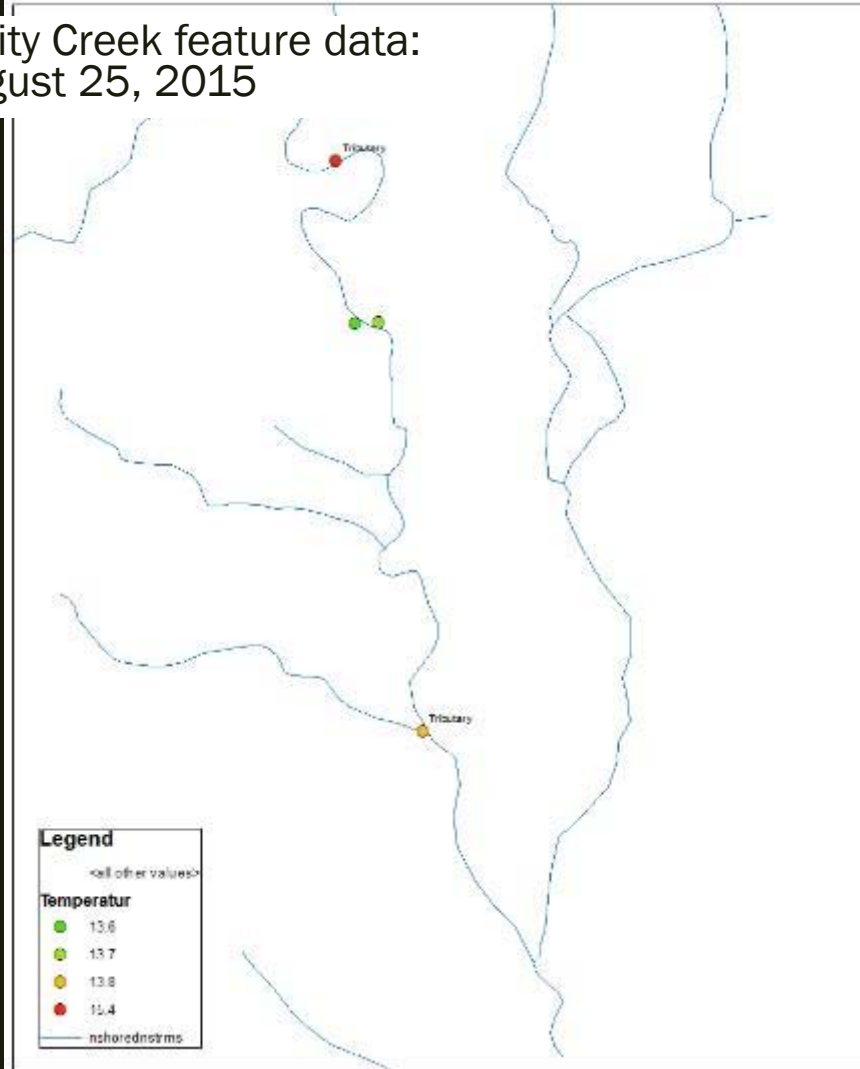 ity Creek feature data:
gust 25, 2015
Tributary
Tributary
Legend
<all other values>
Temperatur
13.6
13.7
13.8
nshorednstrms